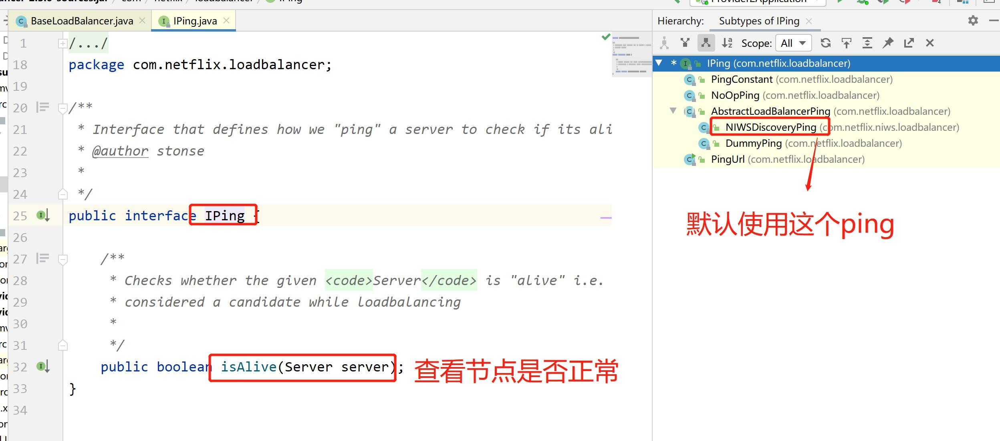 IPing
BaseLoadBalancer.java
IPing.java
1 /.../
18 package com.netflix.loadbalancer;
19
20 /**
21 * Interface that defines how we "ping" a server to check if its ali
22 * @author stonse
23 *
24 */
25 public interface IPing {
26
27 /**
28 * Checks whether the given <code>Server</code> is "alive" i.e.
29 * considered a candidate while loadbalancing
30 *
31 */
32 public boolean isAlive(Server server);
33 }
34
查看节点是否正常
Hierarchy: Subtypes of IPing
Scope: All
* IPing (com.netflix.loadbalancer)
PingConstant (com.netflix.loadbalancer)
NoOpPing (com.netflix.loadbalancer)
AbstractLoadBalancerPing (com.netflix.loadbalancer)
NIWSDiscoveryPing (com.netflix.niws.loadbalancer)
DummyPing (com.netflix.loadbalancer)
PingUrl (com.netflix.loadbalancer)
默认使用这个ping